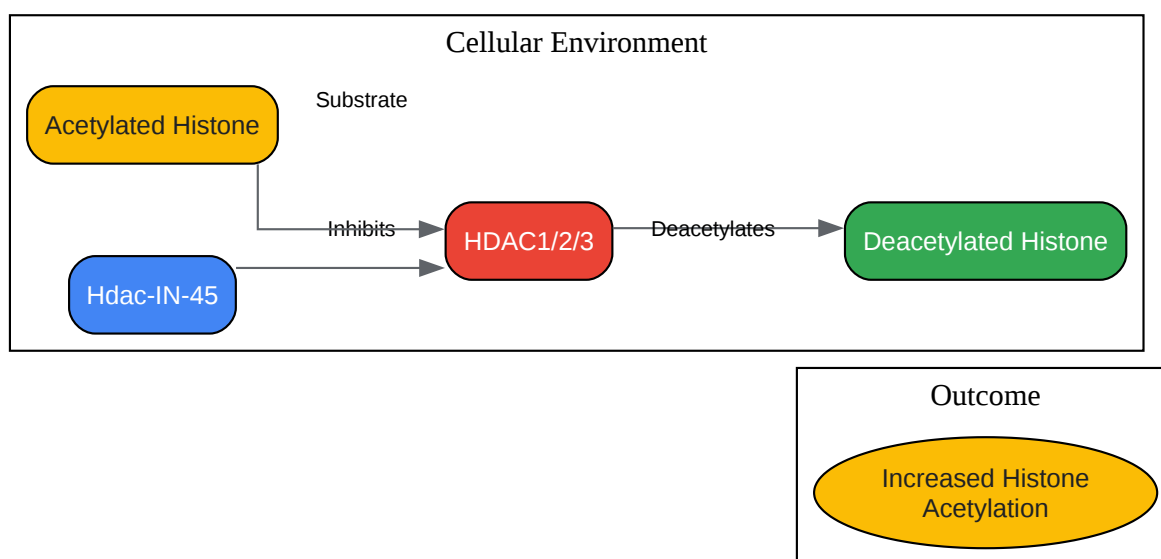 Cellular Environment
Substrate
Acetylated Histone
Inhibits
HDAC1/2/3
Deacetylates
Deacetylated Histone
Hdac-IN-45
Outcome
Increased Histone
Acetylation